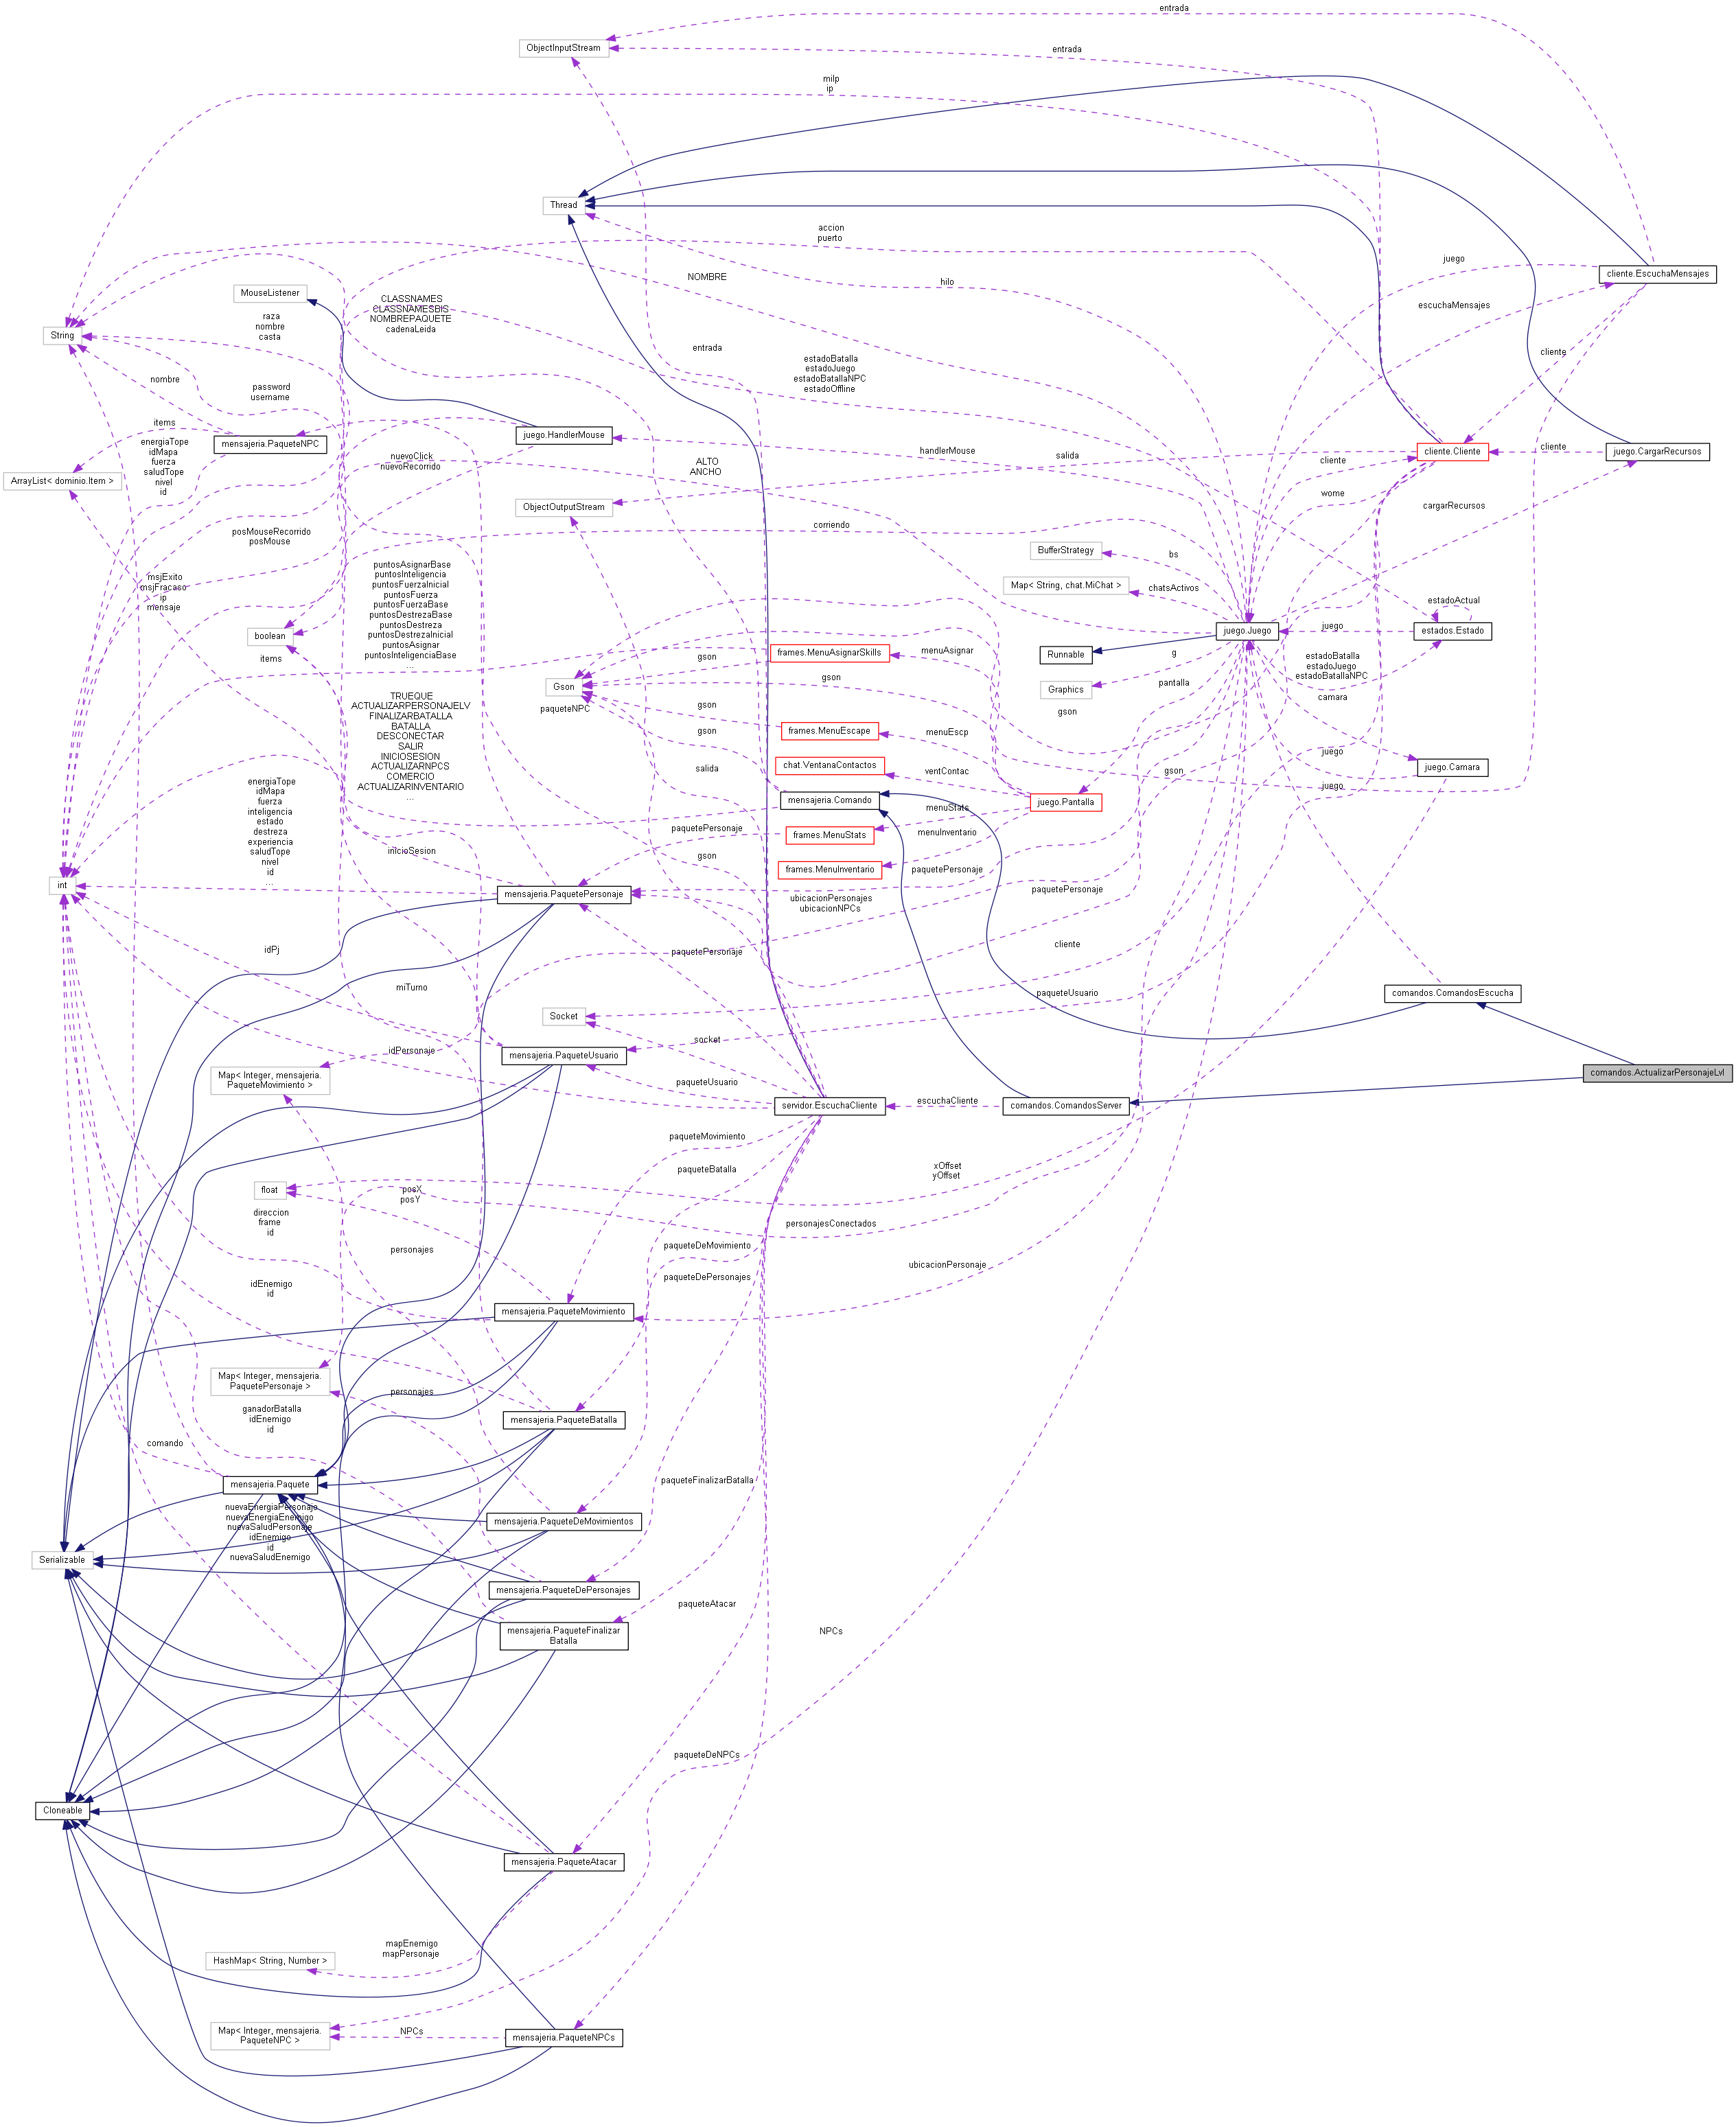 entrada
ObjectInputStream
entrada
miIp
ip
Thread
accion
puerto
juego
cliente.EscuchaMensajes
NOMBRE
hilo
MouseListener
CLASSNAMES
CLASSNAMESBIS
NOMBREPAQUETE
cadenaLeida
escuchaMensajes
String
raza
nombre
casta
entrada
estadoBatalla
estadoJuego
estadoBatallaNPC
estadoOffline
cliente
nombre
password
username
items
mensajeria.PaqueteNPC
juego.HandlerMouse
handlerMouse
salida
cliente
cliente.Cliente
cliente
juego.CargarRecursos
energiaTope
idMapa
fuerza
saludTope
nivel
id
nuevoClick
nuevoRecorrido
ALTO
ANCHO
ArrayList< dominio.Item >
ObjectOutputStream
wome
cargarRecursos
posMouseRecorrido
posMouse
corriendo
BufferStrategy
bs
Map< String, chat.MiChat >
chatsActivos
estadoActual
msjExito
msjFracaso
ip
mensaje
puntosAsignarBase
puntosInteligencia
puntosFuerzaInicial
puntosFuerza
puntosFuerzaBase
puntosDestrezaBase
puntosDestreza
puntosDestrezaInicial
puntosAsignar
puntosInteligenciaBase
...
boolean
juego.Juego
juego
estados.Estado
items
gson
frames.MenuAsignarSkills
menuAsignar
Runnable
g
estadoBatalla
estadoJuego
estadoBatallaNPC
Gson
gson
Graphics
pantalla
camara
paqueteNPC
TRUEQUE
ACTUALIZARPERSONAJELV
FINALIZARBATALLA
BATALLA
DESCONECTAR
SALIR
INICIOSESION
ACTUALIZARNPCS
COMERCIO
ACTUALIZARINVENTARIO
...
gson
gson
frames.MenuEscape
menuEscp
gson
juego
chat.VentanaContactos
ventContac
salida
gson
juego
juego.Camara
energiaTope
idMapa
fuerza
inteligencia
estado
destreza
experiencia
saludTope
nivel
id
...
mensajeria.Comando
juego.Pantalla
menuStats
paquetePersonaje
frames.MenuStats
menuInventario
inicioSesion
gson
frames.MenuInventario
paquetePersonaje
int
mensajeria.PaquetePersonaje
ubicacionPersonajes
ubicacionNPCs
paquetePersonaje
idPj
paquetePersonaje
cliente
miTurno
paqueteUsuario
comandos.ComandosEscucha
Socket
socket
idPersonaje
mensajeria.PaqueteUsuario
Map< Integer, mensajeria.
PaqueteMovimiento >
paqueteUsuario
comandos.ActualizarPersonajeLvl
servidor.EscuchaCliente
escuchaCliente
comandos.ComandosServer
paqueteMovimiento
paqueteBatalla
xOffset
yOffset
float
posX
posY
direccion
frame
id
personajesConectados
personajes
paqueteDeMovimiento
ubicacionPersonaje
idEnemigo
id
paqueteDePersonajes
mensajeria.PaqueteMovimiento
Map< Integer, mensajeria.
PaquetePersonaje >
personajes
ganadorBatalla
idEnemigo
id
mensajeria.PaqueteBatalla
comando
mensajeria.Paquete
paqueteFinalizarBatalla
nuevaEnergiaPersonaje
nuevaEnergiaEnemigo
nuevaSaludPersonaje
idEnemigo
id
nuevaSaludEnemigo
mensajeria.PaqueteDeMovimientos
Serializable
mensajeria.PaqueteDePersonajes
paqueteAtacar
mensajeria.PaqueteFinalizar
Batalla
NPCs
paqueteDeNPCs
Cloneable
mensajeria.PaqueteAtacar
mapEnemigo
mapPersonaje
HashMap< String, Number >
Map< Integer, mensajeria.
PaqueteNPC >
NPCs
mensajeria.PaqueteNPCs